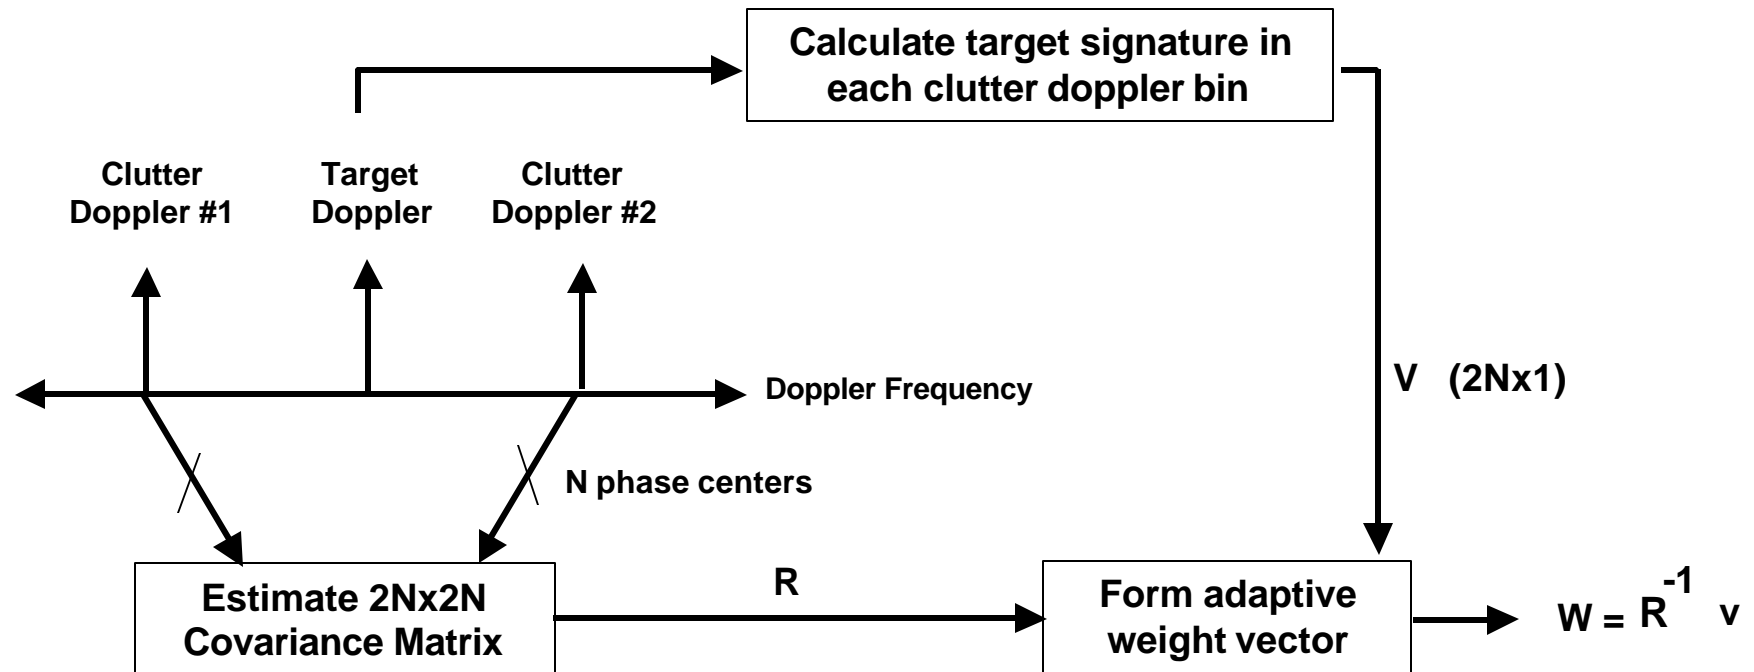 Calculate target signature in
each clutter doppler bin
Clutter
Doppler #1
Target
Doppler
Clutter
Doppler #2
Doppler Frequency
V (2Nx1)
N phase centers
Estimate 2Nx2N
Covariance Matrix
R
Form adaptive
weight vector
W = R^-1 v